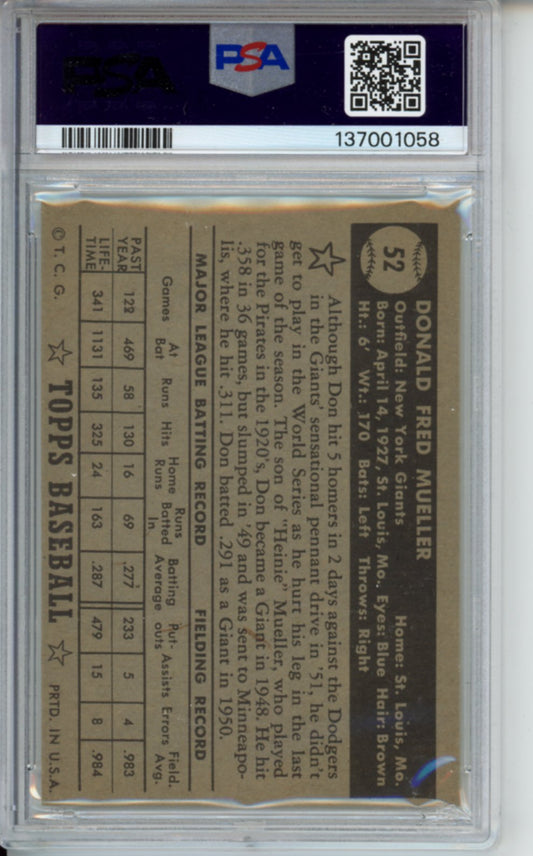 PSA
PSA
137001058
52
DONALD FRED MUELLER
Outfield: New York Giants Home: St. Louis, Mo.
Born: April 14, 1927, St. Louis, Mo. Eyes: Blue Hair: Brown
Ht.: 6' Wt.: 170 Bats: Left Throws: Right
Although Don hit 5 homers in 2 days against the Dodgers
in the Giants' sensational pennant drive in '51, he didn't
get to play in the World Series as he hurt his leg in the last
game of the season. The son of "Heinie" Mueller, who played
for the Pirates in the 1920's, Don became a Giant in 1948. He hit
.358 in 36 games, but slumped in '49 and was sent to Minneapo-
lis, where he hit .311. Don batted .291 as a Giant in 1950.
MAJOR LEAGUE BATTING RECORD FIELDING RECORD
Games At Bat Runs Hits Home Runs Runs Batted In Batting Average Put-outs Assists Errors Field. Avg.
PAST YEAR 122 469 58 130 16 69 .277 233 5 4 .983
LIFE-TIME 341 1131 135 325 24 163 .287 479 15 8 .984
© T. C. G. ☆ TOPPS BASEBALL ☆ PRTD. IN U.S.A.